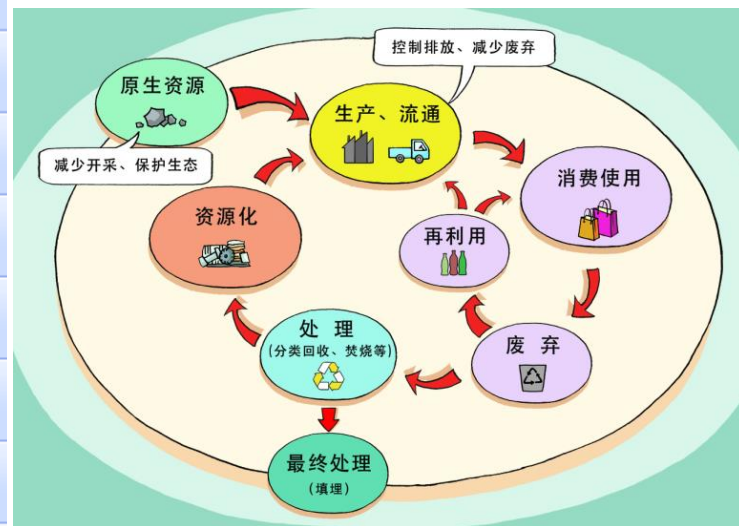 控制排放、减少废弃
原生资源
生产、流通
减少开采、保护生态
消费使用
资源化
再利用
处 理
(分类回收、焚烧等)
废 弃
最终处理
(填埋)